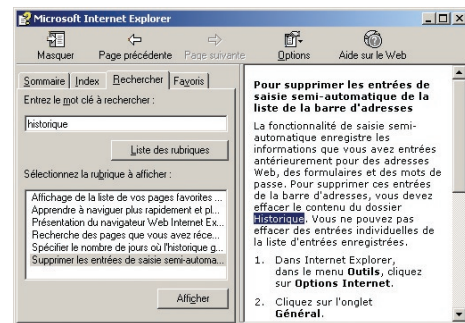 Microsoft Internet Explorer
Masquer Page précédente Page suivante Options Aide sur le Web
Sommaire Index Rechercher Favoris
Entrez le mot clé à rechercher :
historique
Liste des rubriques
Sélectionnez la rubrique à afficher :
Affichage de la liste de vos pages favorites ...
Apprendre à naviguer plus rapidement et pl...
Présentation du navigateur Web Internet Ex...
Recherche des pages que vous avez réce...
Spécifier le nombre de jours où l'historique g...
Supprimer les entrées de saisie semi-automa...
Afficher
Pour supprimer les entrées de
saisie semi-automatique de la
liste de la barre d'adresses
La fonctionnalité de saisie semi-
automatique enregistre les
informations que vous avez entrées
antérieurement pour des adresses
Web, des formulaires et des mots de
passe. Pour supprimer ces entrées
de la barre d'adresses, vous devez
effacer le contenu du dossier
Historique. Vous ne pouvez pas
effacer des entrées individuelles de
la liste d'entrées enregistrées.
1. Dans Internet Explorer,
dans le menu Outils, cliquez
sur Options Internet.
2. Cliquez sur l'onglet
Général.